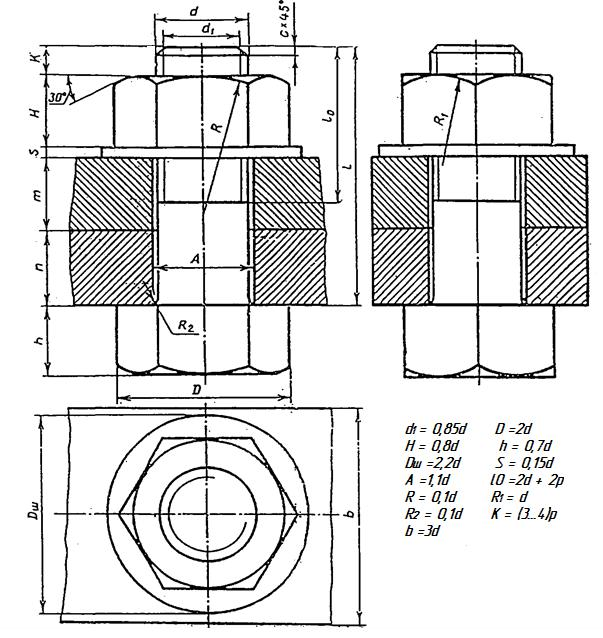 d
d₁
c×45°
K
30°
H
R
l₀
L
R₁
S
m
A
n
R₂
h
D
Dш
b
d₁ = 0,85d D =2d
H = 0,8d h = 0,7d
Dш =2,2d S = 0,15d
A =1,1d l0 =2d + 2p
R = 0,1d R₁ = d
R₂ = 0,1d K = (3...4)p
b =3d